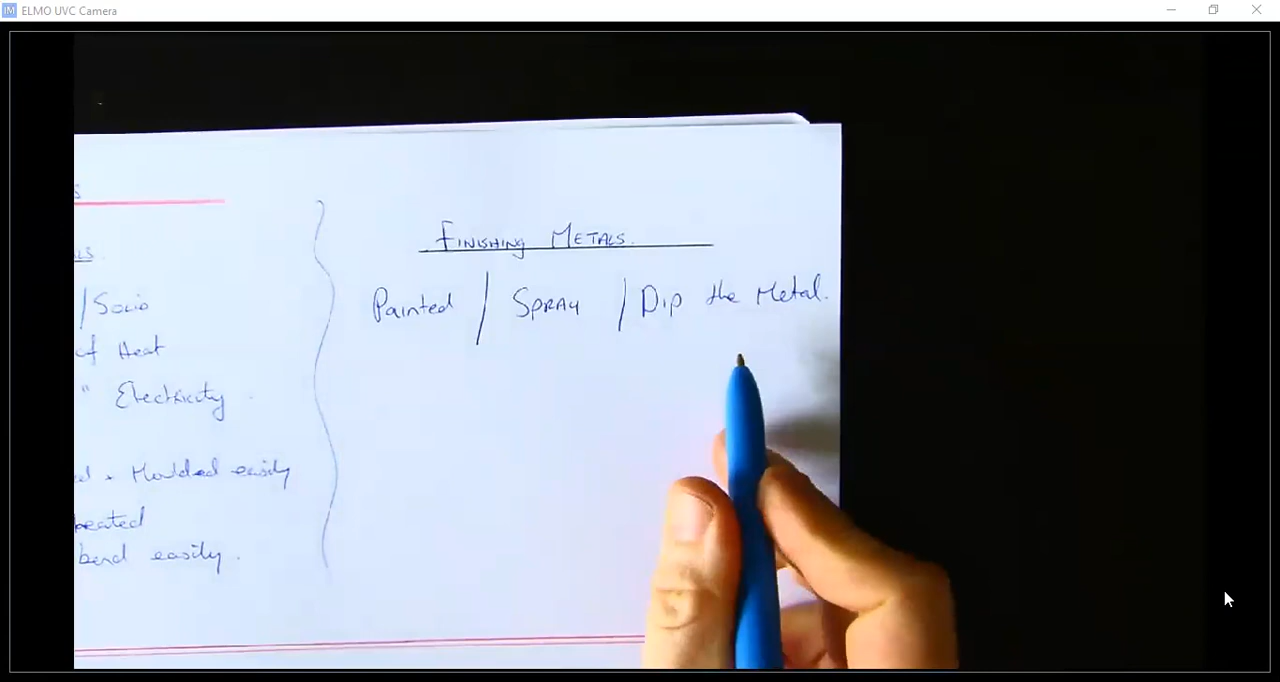 ELMO UVC Camera
FINISHING METALS.
Painted / SPRAY / DIP the Metal.
/Solid
of Heat
" Electricity.
+ Moulded easily
heated
bend easily.